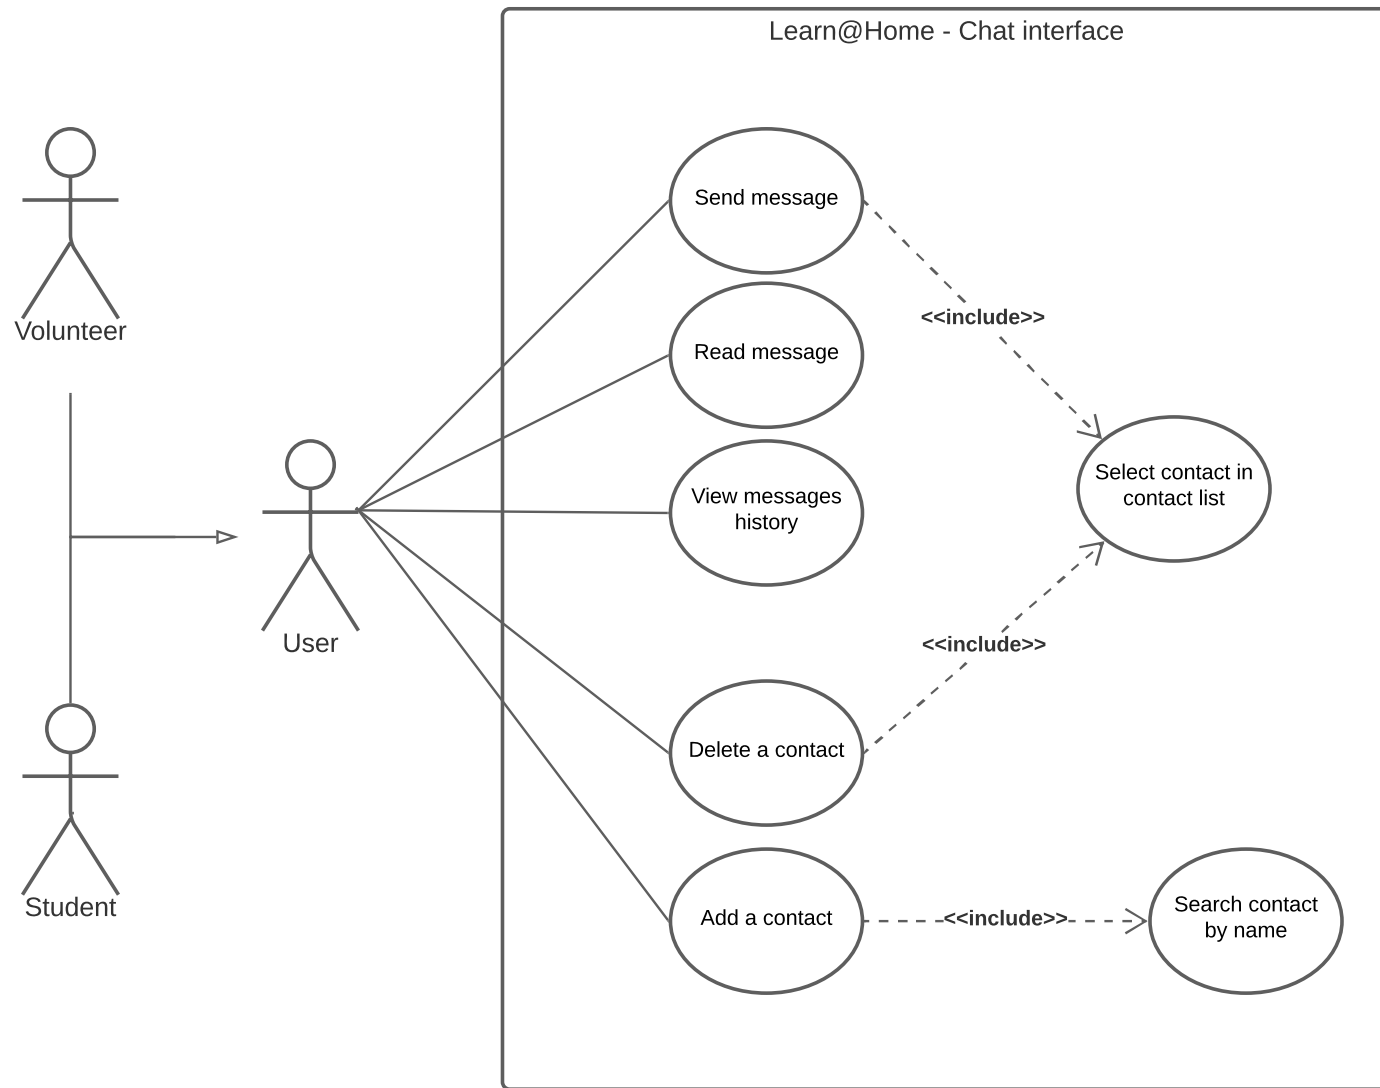 Learn@Home - Chat interface
Send message
<<include>>
Volunteer
Read message
Select contact in
contact list
View messages
history
User
<<include>>
Delete a contact
Student
Add a contact
<<include>>
Search contact
by name